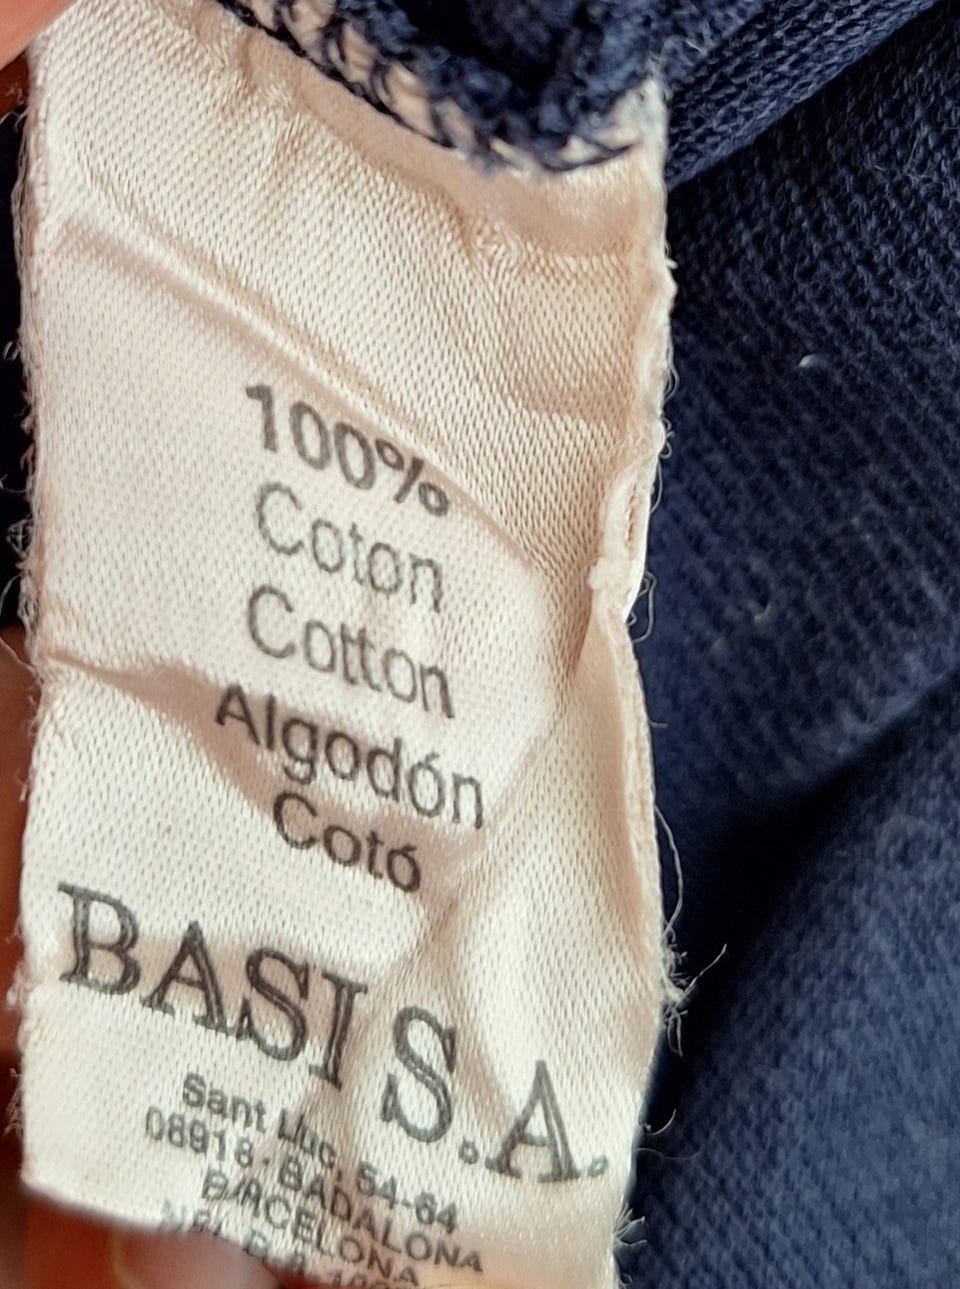 100%
Coton
Cotton
Algodón
Cotó
BASI S.A.
Sant Lluc, 54-64
08918 - BADALONA
BARCELONA